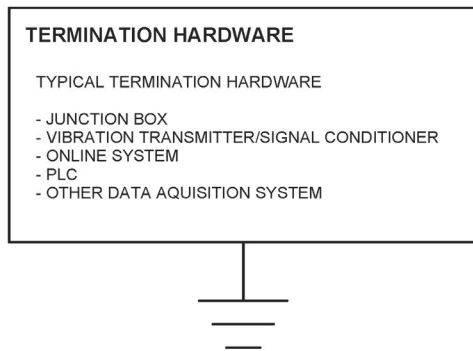 TERMINATION HARDWARE
TYPICAL TERMINATION HARDWARE
- JUNCTION BOX
- VIBRATION TRANSMITTER/SIGNAL CONDITIONER
- ONLINE SYSTEM
- PLC
- OTHER DATA AQUISITION SYSTEM